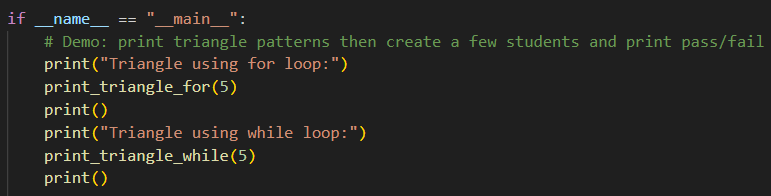 if __name__ == "__main__":
    # Demo: print triangle patterns then create a few students and print pass/fail
    print("Triangle using for loop:")
    print_triangle_for(5)
    print()
    print("Triangle using while loop:")
    print_triangle_while(5)
    print()